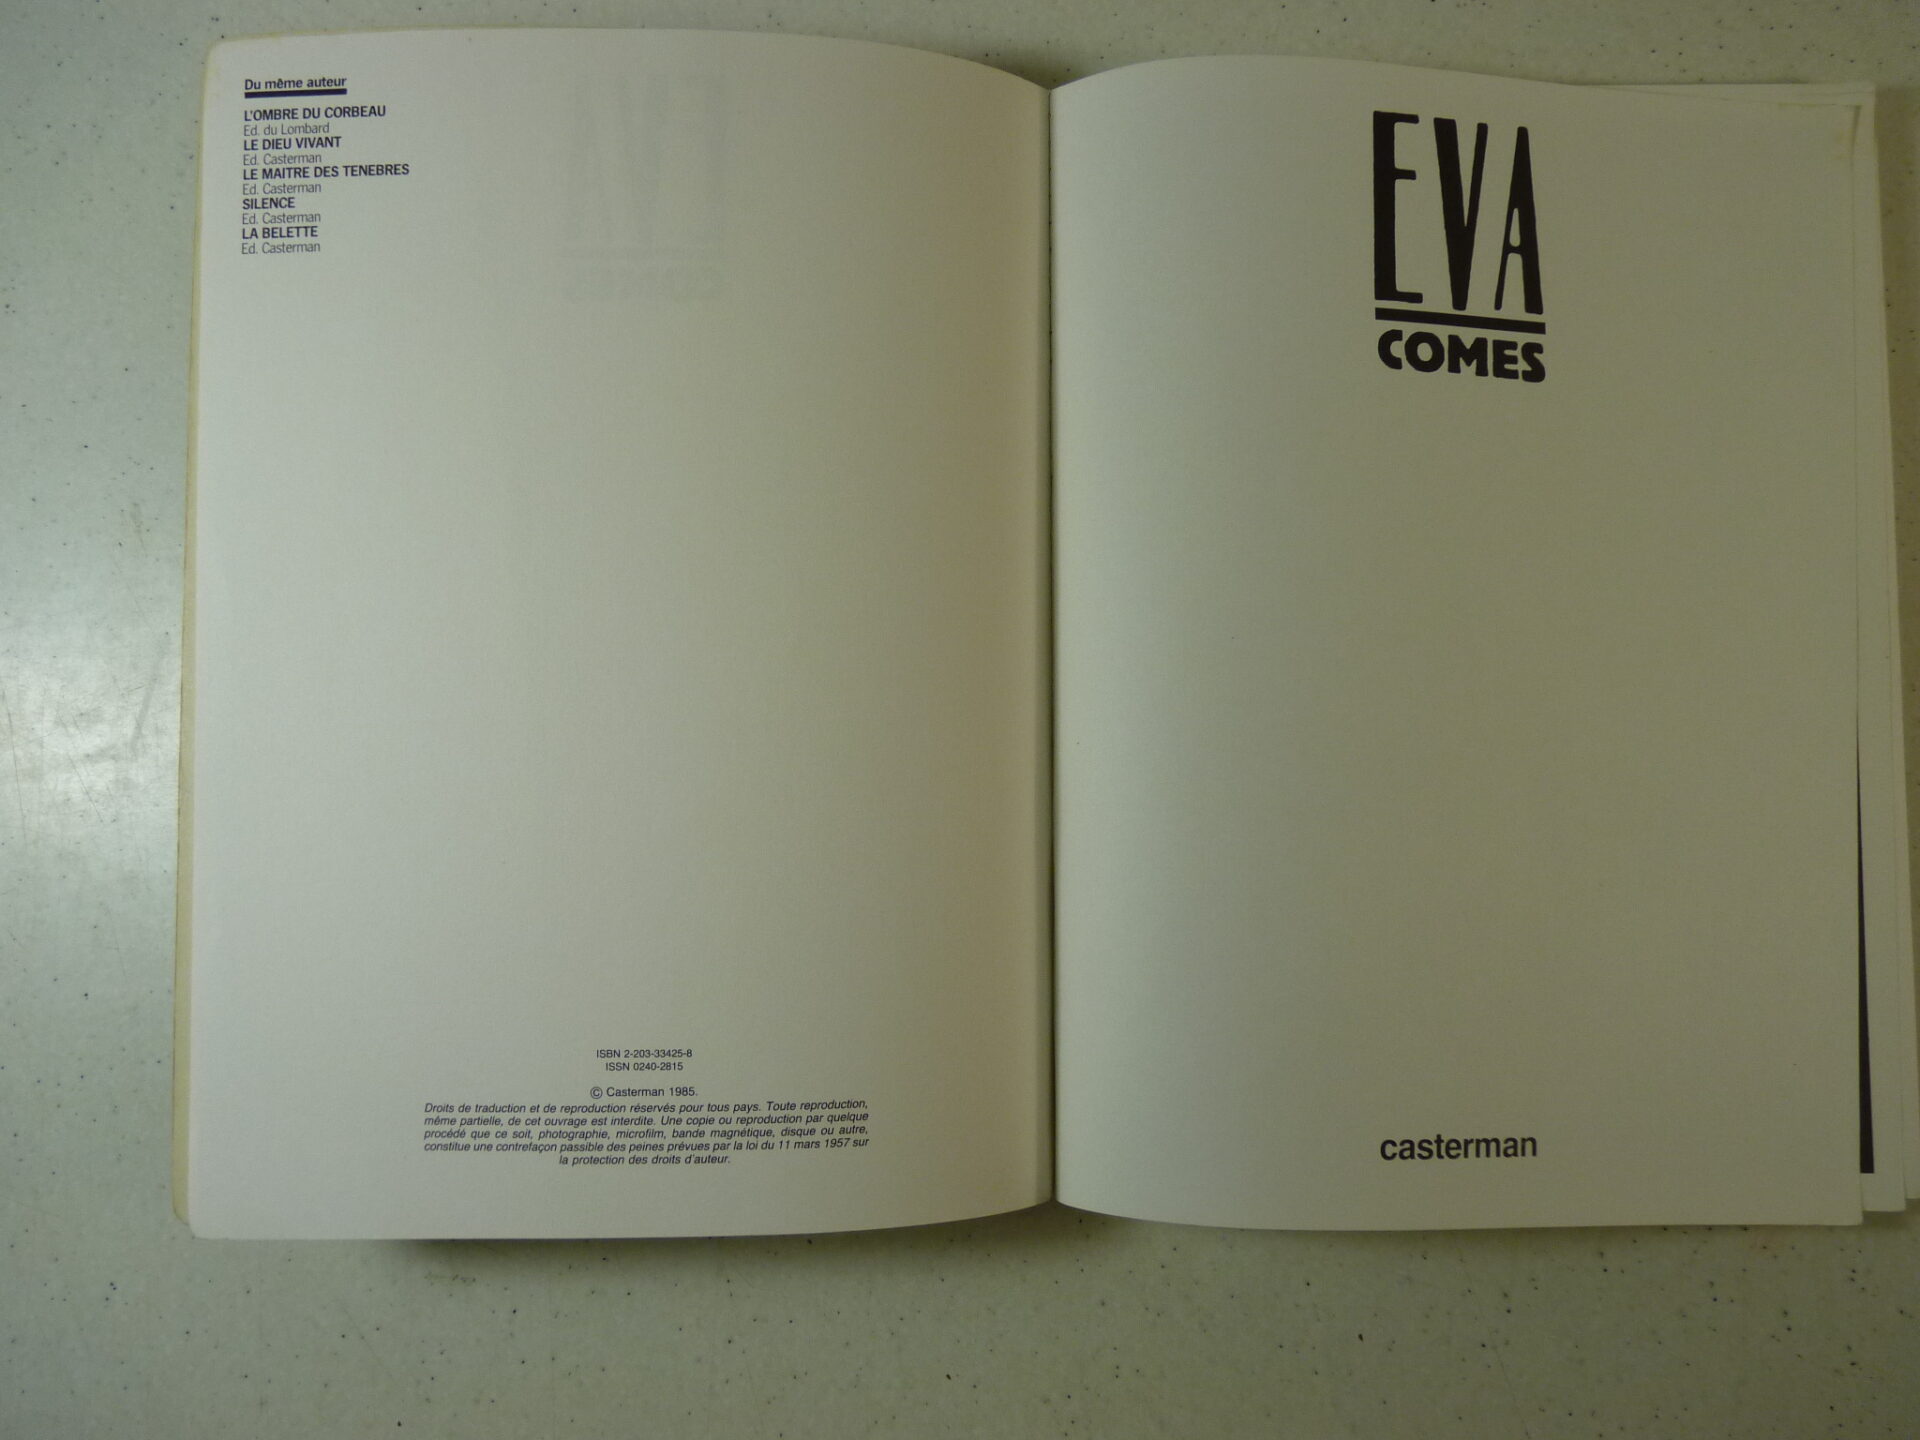 Du même auteur
L'OMBRE DU CORBEAU
Ed. du Lombard
LE DIEU VIVANT
Ed. Casterman
LE MAITRE DES TENEBRES
Ed. Casterman
SILENCE
Ed. Casterman
LA BELETTE
Ed. Casterman
ISBN 2-203-33425-8
ISSN 0240-2815
© Casterman 1985.
Droits de traduction et de reproduction réservés pour tous pays. Toute reproduction,
même partielle, de cet ouvrage est interdite. Une copie ou reproduction par quelque
procédé que ce soit, photographie, microfilm, bande magnétique, disque ou autre,
constitue une contrefaçon passible des peines prévues par la loi du 11 mars 1957 sur
la protection des droits d'auteur.
EVA
COMES
casterman